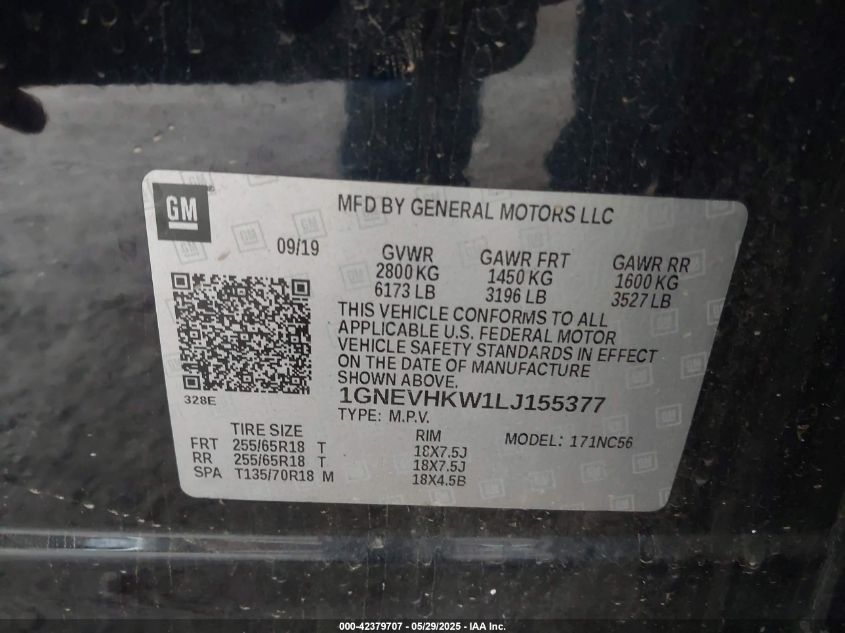 GM
MFD BY GENERAL MOTORS LLC
09/19
GVWR GAWR FRT GAWR RR
2800 KG 1450 KG 1600 KG
6173 LB 3196 LB 3527 LB
THIS VEHICLE CONFORMS TO ALL
APPLICABLE U.S. FEDERAL MOTOR
VEHICLE SAFETY STANDARDS IN EFFECT
ON THE DATE OF MANUFACTURE
SHOWN ABOVE.
1GNEVHKW1LJ155377
TYPE: M.P.V.
328E
TIRE SIZE RIM MODEL: 171NC56
FRT 255/65R18 T 18X7.5J
RR 255/65R18 T 18X7.5J
SPA T135/70R18 M 18X4.5B
000-42379707 - 05/29/2025 - IAA Inc.